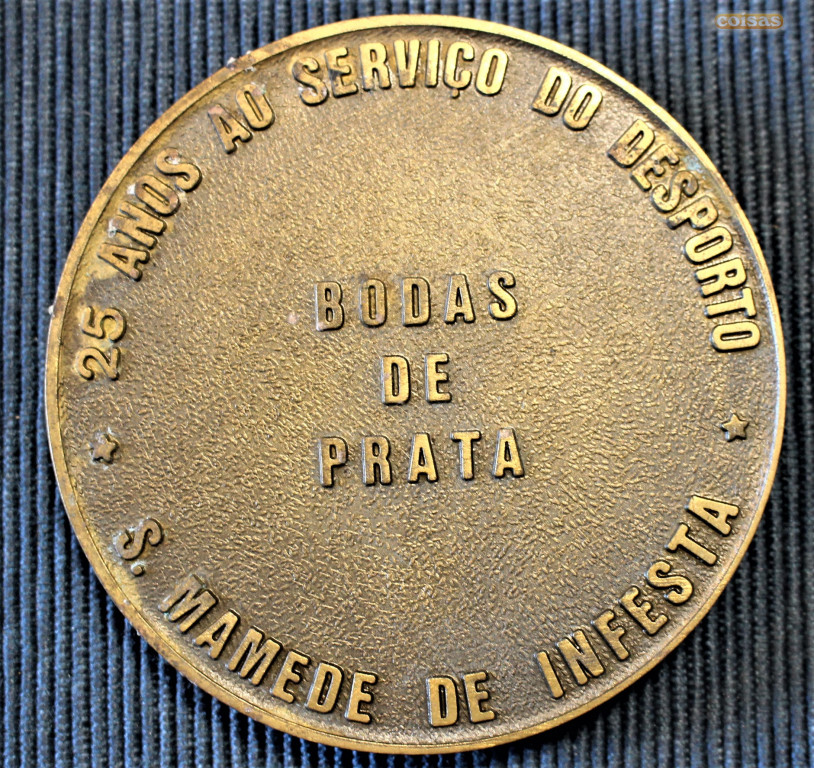 25 ANOS AO SERVIÇO DO DESPORTO
BODAS
DE
PRATA
S. MAMEDE DE INFESTA
coisas